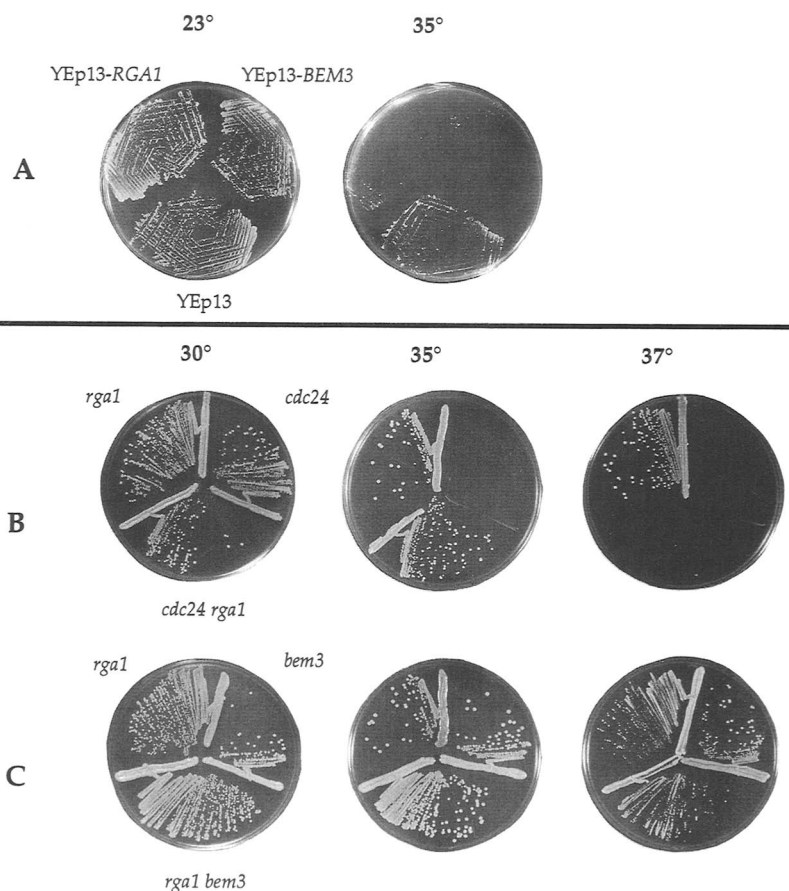 23° 35°
YEp13-RGA1 YEp13-BEM3
A
YEp13
30° 35° 37°
rga1 cdc24
B
cdc24 rga1
rga1 bem3
C
rga1 bem3